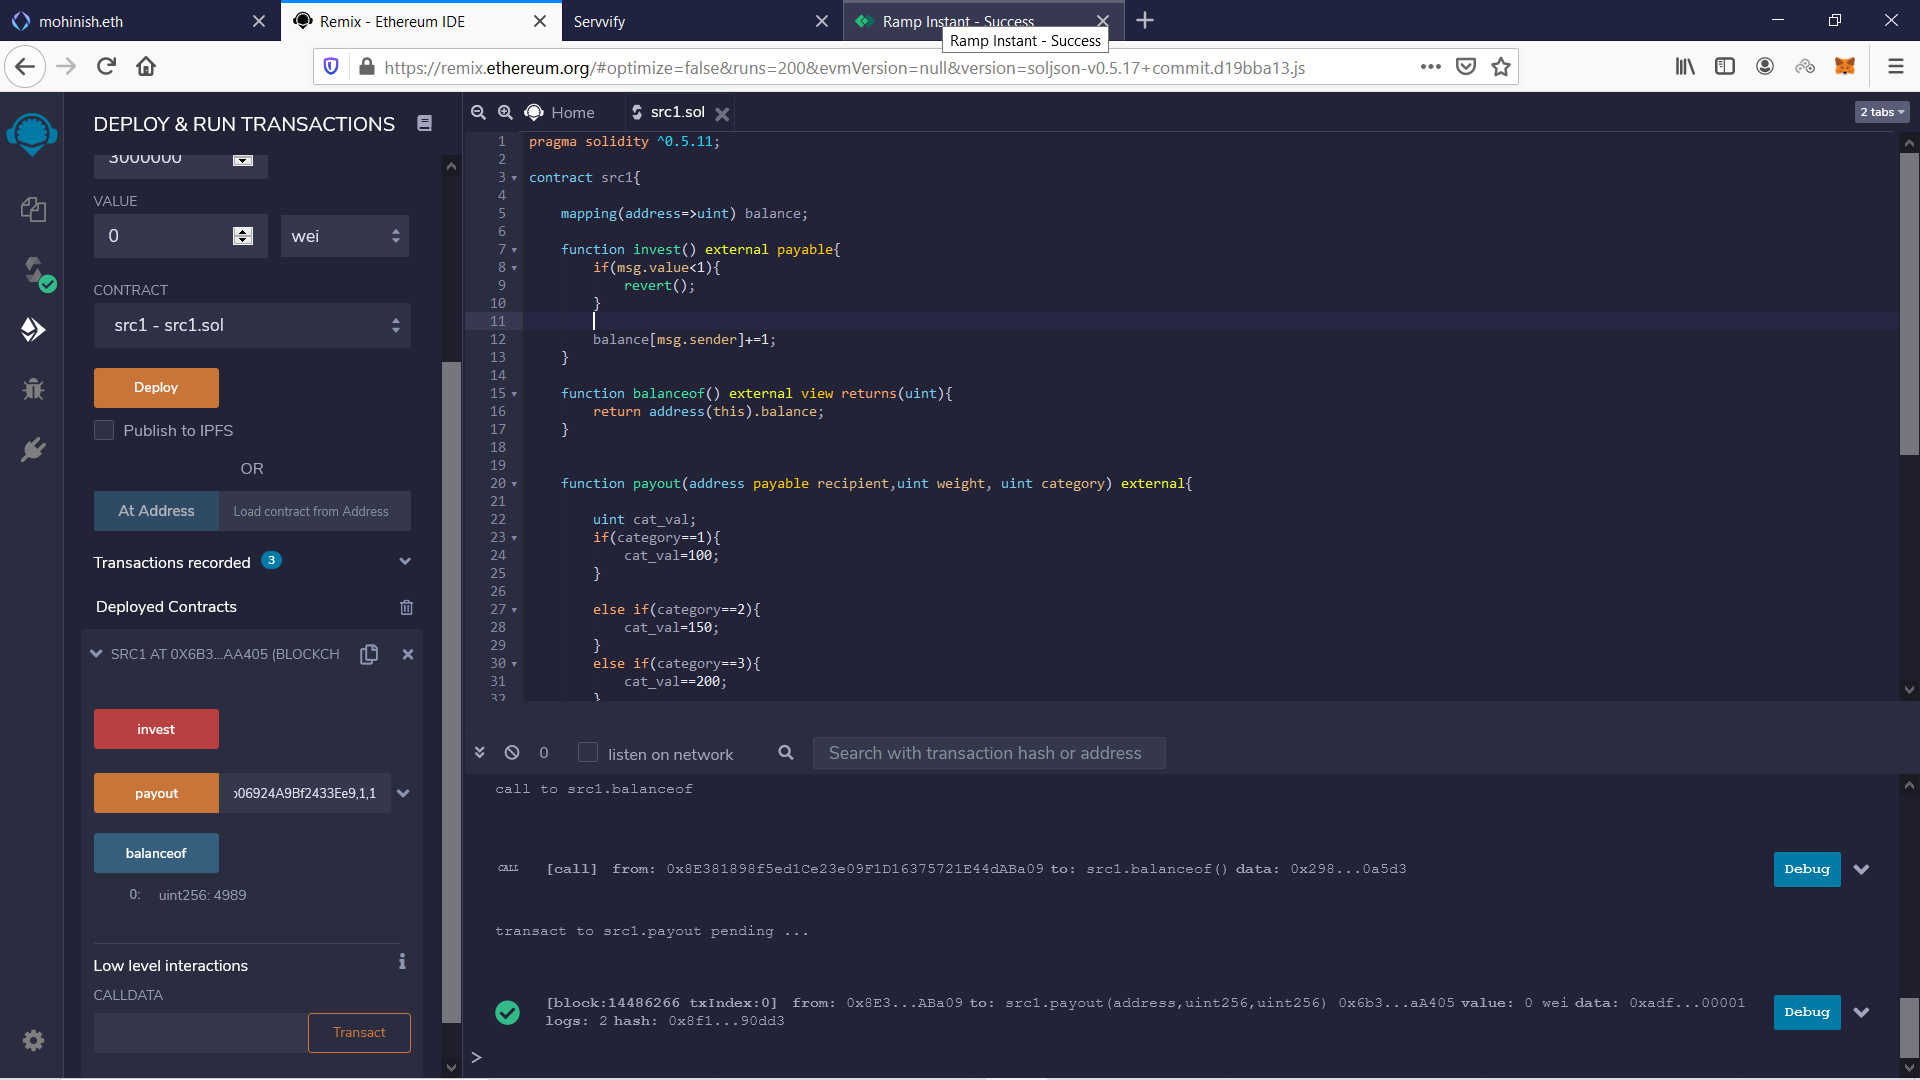 mohinish.eth
Remix - Ethereum IDE
Servvify
Ramp Instant - Success
Ramp Instant - Success
https://remix.ethereum.org/#optimize=false&runs=200&evmVersion=null&version=soljson-v0.5.17+commit.d19bba13.js
DEPLOY & RUN TRANSACTIONS
3000000
VALUE
0
wei
CONTRACT
src1 - src1.sol
Deploy
Publish to IPFS
OR
At Address
Load contract from Address
Transactions recorded 3
Deployed Contracts
SRC1 AT 0X6B3...AA405 (BLOCKCH
invest
payout
06924A9Bf2433Ee9,1,1
balanceof
0: uint256: 4989
Low level interactions
i
CALLDATA
Transact
Home
src1.sol
2 tabs
1 pragma solidity ^0.5.11;
2
3 contract src1{
4
5 mapping(address=>uint) balance;
6
7 function invest() external payable{
8 if(msg.value<1){
9 revert();
10 }
11
12 balance[msg.sender]+=1;
13 }
14
15 function balanceof() external view returns(uint){
16 return address(this).balance;
17 }
18
19
20 function payout(address payable recipient,uint weight, uint category) external{
21
22 uint cat_val;
23 if(category==1){
24 cat_val=100;
25 }
26
27 else if(category==2){
28 cat_val=150;
29 }
30 else if(category==3){
31 cat_val==200;
32 }
0
listen on network
Search with transaction hash or address
call to src1.balanceof
CALL [call] from: 0x8E381898f5ed1Ce23e09F1D16375721E44dABa09 to: src1.balanceof() data: 0x298...0a5d3
Debug
transact to src1.payout pending ...
[block:14486266 txIndex:0] from: 0x8E3...ABa09 to: src1.payout(address,uint256,uint256) 0x6b3...aA405 value: 0 wei data: 0xadf...00001
logs: 2 hash: 0x8f1...90dd3
Debug
>